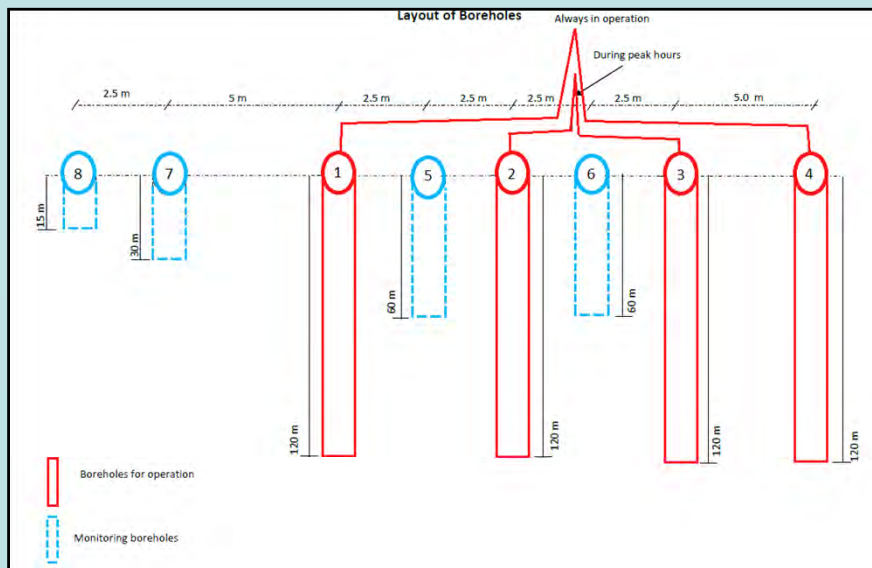 Layout of Boreholes
Always in operation
During peak hours
2.5 m
5 m
2.5 m
2.5 m
2.5 m
2.5 m
5.0 m
8
7
1
5
2
6
3
4
15 m
30 m
60 m
60 m
120 m
120 m
120 m
120 m
Boreholes for operation
Monitoring boreholes